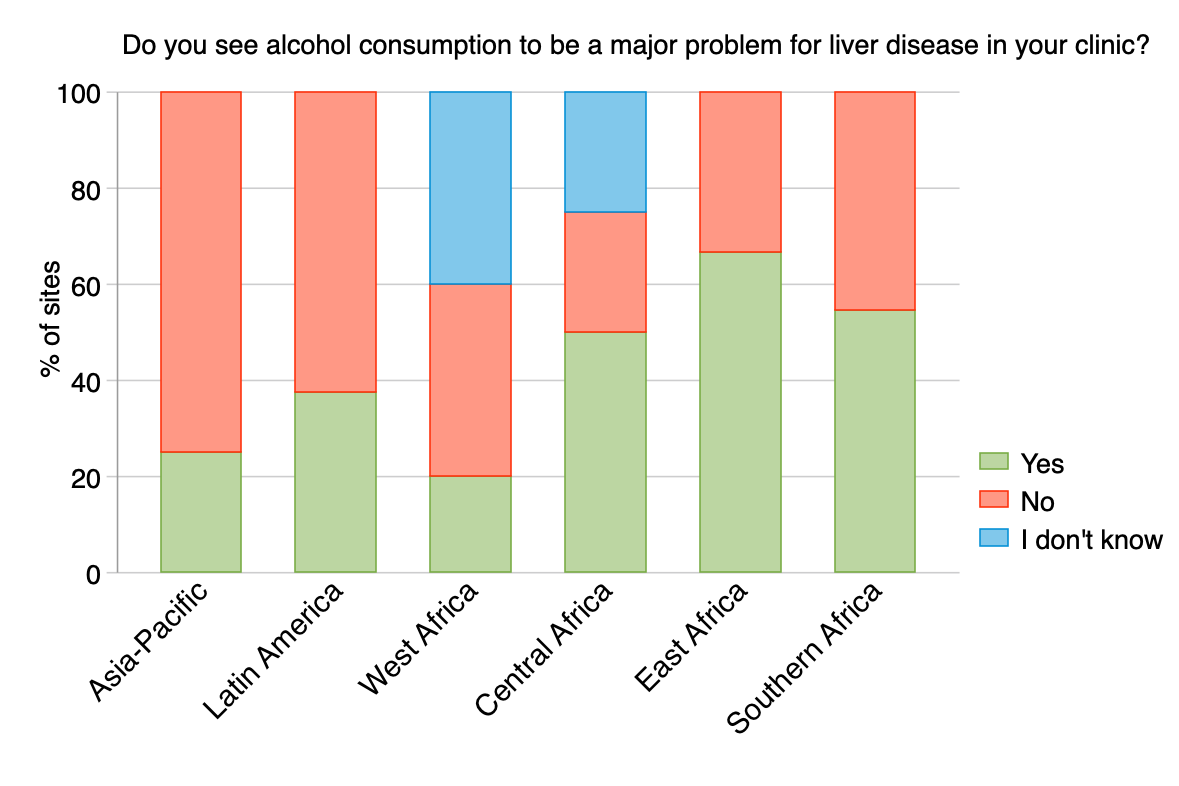 Do you see alcohol consumption to be a major problem for liver disease in your clinic?
100
80
60
40
20
0
% of sites
Asia-Pacific
Latin America
West Africa
Central Africa
East Africa
Southern Africa
Yes
No
I don't know